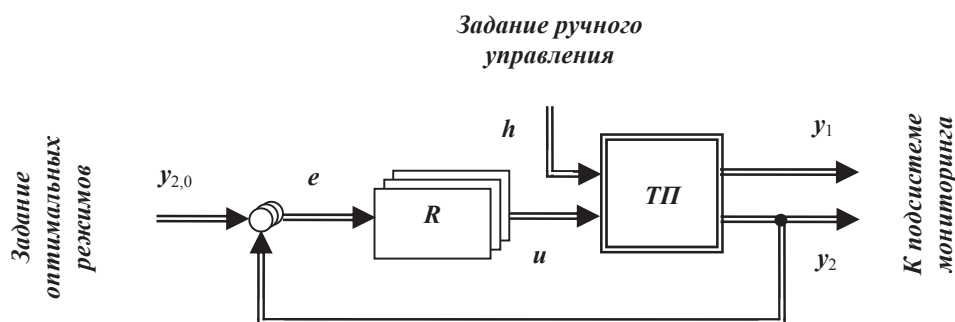 Задание ручного
управления
Задание
оптимальных
режимов
y2,0
e
R
u
h
ТП
y1
y2
К подсистеме
мониторинга